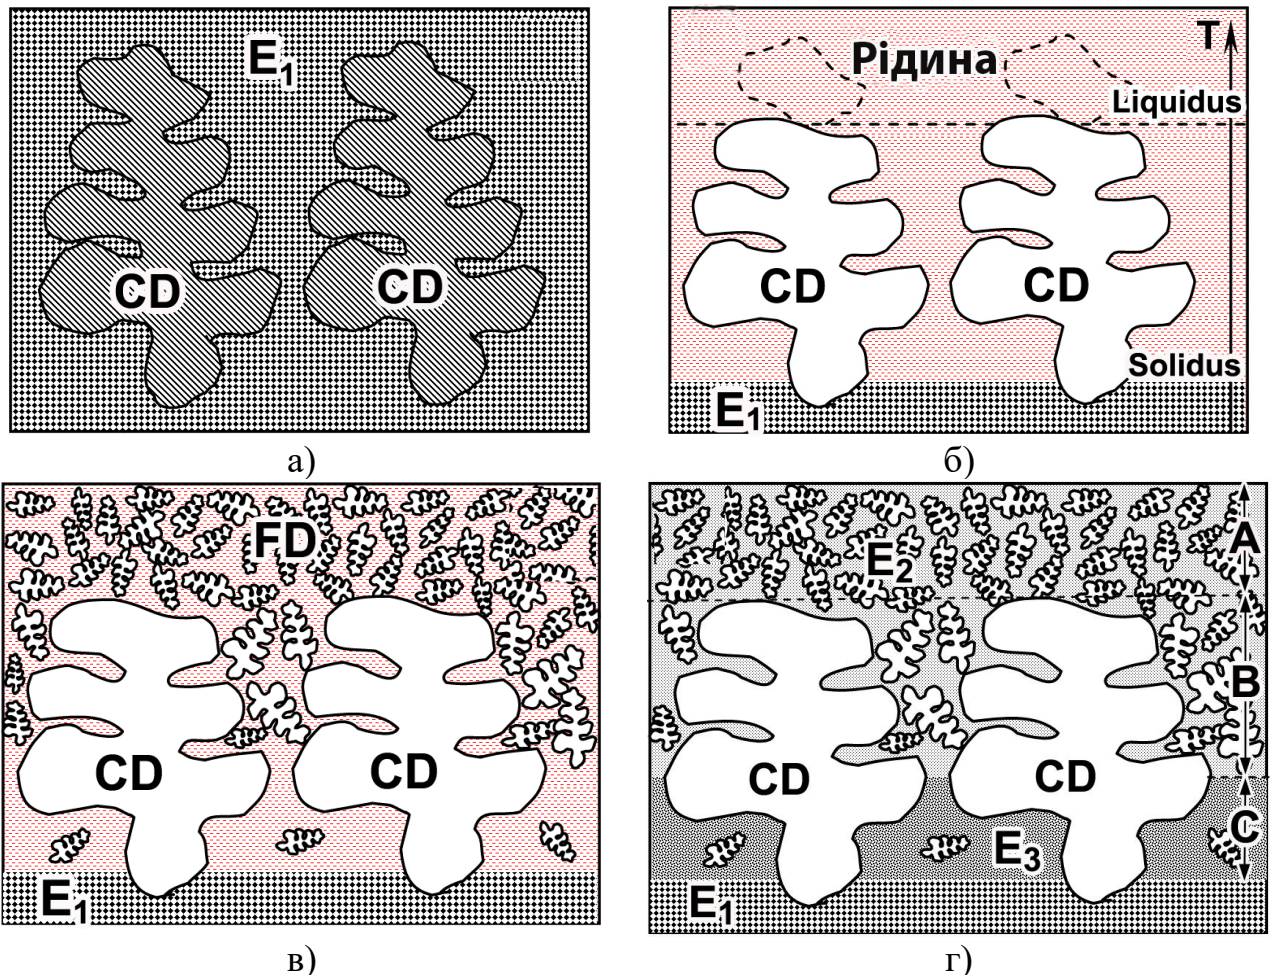 E1
CD CD
а)
T
Рідина
Liquidus
CD CD
Solidus
E1
б)
FD
CD CD
E1
в)
A
E2
B
CD CD
C
E3
E1
г)